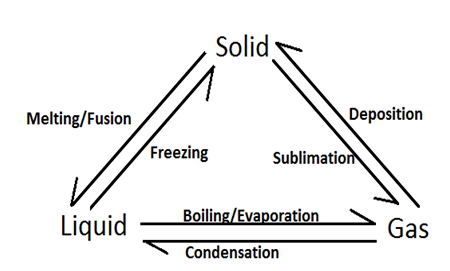 Solid
Melting/Fusion
Deposition
Freezing
Sublimation
Liquid
Boiling/Evaporation
Gas
Condensation